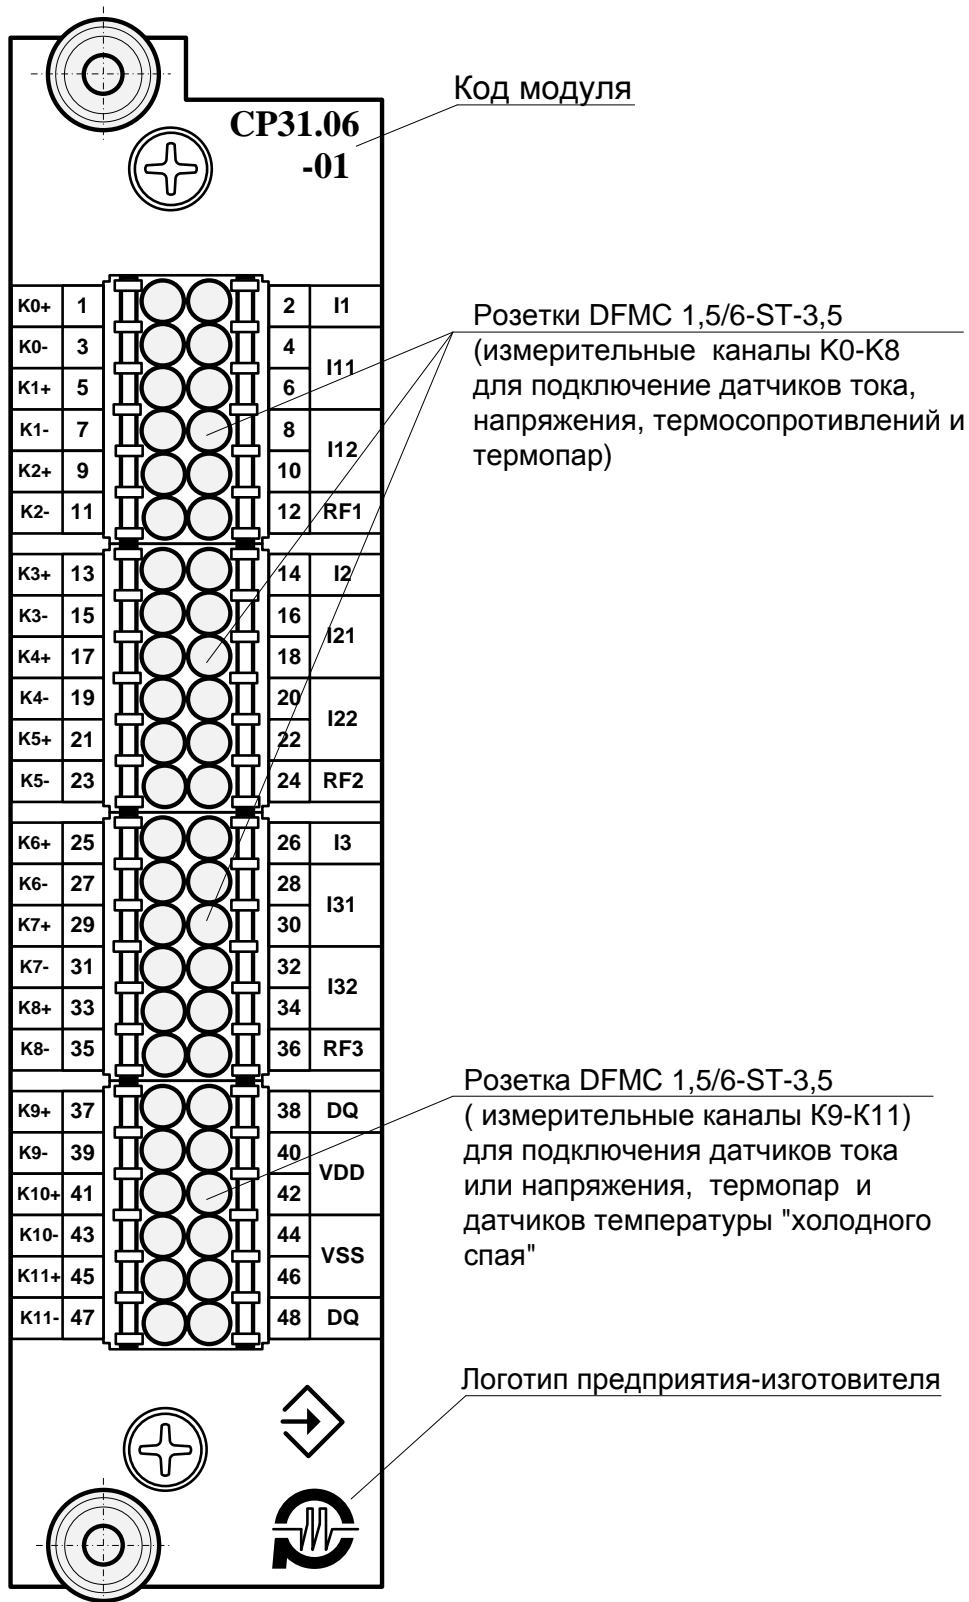 Код модуля
CP31.06
-01
K0+ 1 2 I1
K0- 3 4
I11
K1+ 5 6
K1- 7 8
I12
K2+ 9 10
K2- 11 12 RF1
K3+ 13 14 I2
K3- 15 16
I21
K4+ 17 18
K4- 19 20
I22
K5+ 21 22
K5- 23 24 RF2
K6+ 25 26 I3
K6- 27 28
I31
K7+ 29 30
K7- 31 32
I32
K8+ 33 34
K8- 35 36 RF3
K9+ 37 38 DQ
K9- 39 40
VDD
K10+ 41 42
K10- 43 44
VSS
K11+ 45 46
K11- 47 48 DQ
Розетки DFMC 1,5/6-ST-3,5
(измерительные каналы K0-K8
для подключение датчиков тока,
напряжения, термосопротивлений и
термопар)
Розетка DFMC 1,5/6-ST-3,5
( измерительные каналы К9-К11)
для подключения датчиков тока
или напряжения, термопар и
датчиков температуры "холодного
спая"
Логотип предприятия-изготовителя